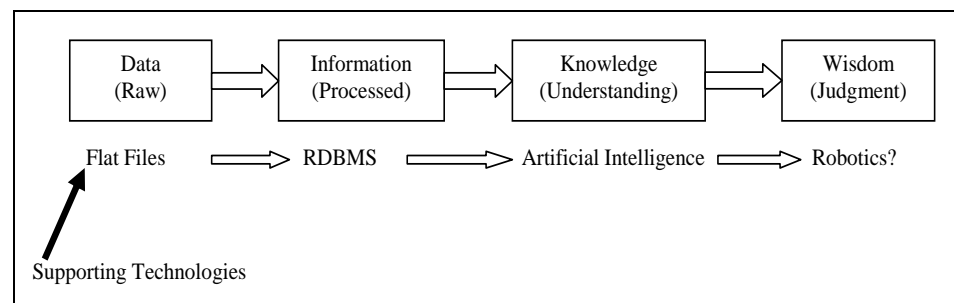 Data
(Raw)
Information
(Processed)
Knowledge
(Understanding)
Wisdom
(Judgment)
Flat Files
RDBMS
Artificial Intelligence
Robotics?
Supporting Technologies